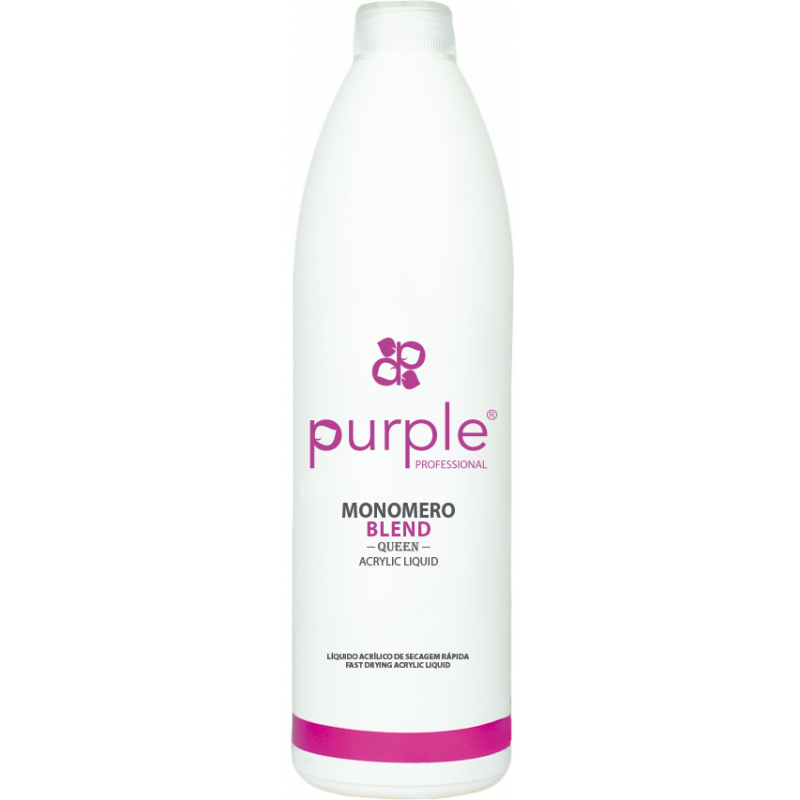 purple®
PROFESSIONAL
MONOMERO
BLEND
– QUEEN –
ACRYLIC LIQUID
LÍQUIDO ACRÍLICO DE SECAGEM RÁPIDA
FAST DRYING ACRYLIC LIQUID